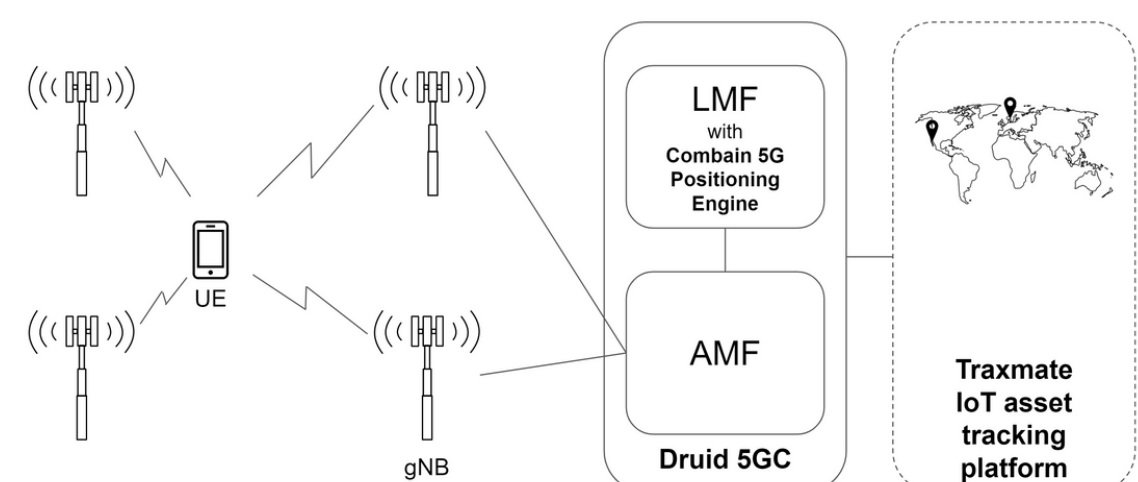 UE
gNB
LMF
with
Combain 5G
Positioning
Engine
AMF
Druid 5GC
Traxmate
IoT asset
tracking
platform